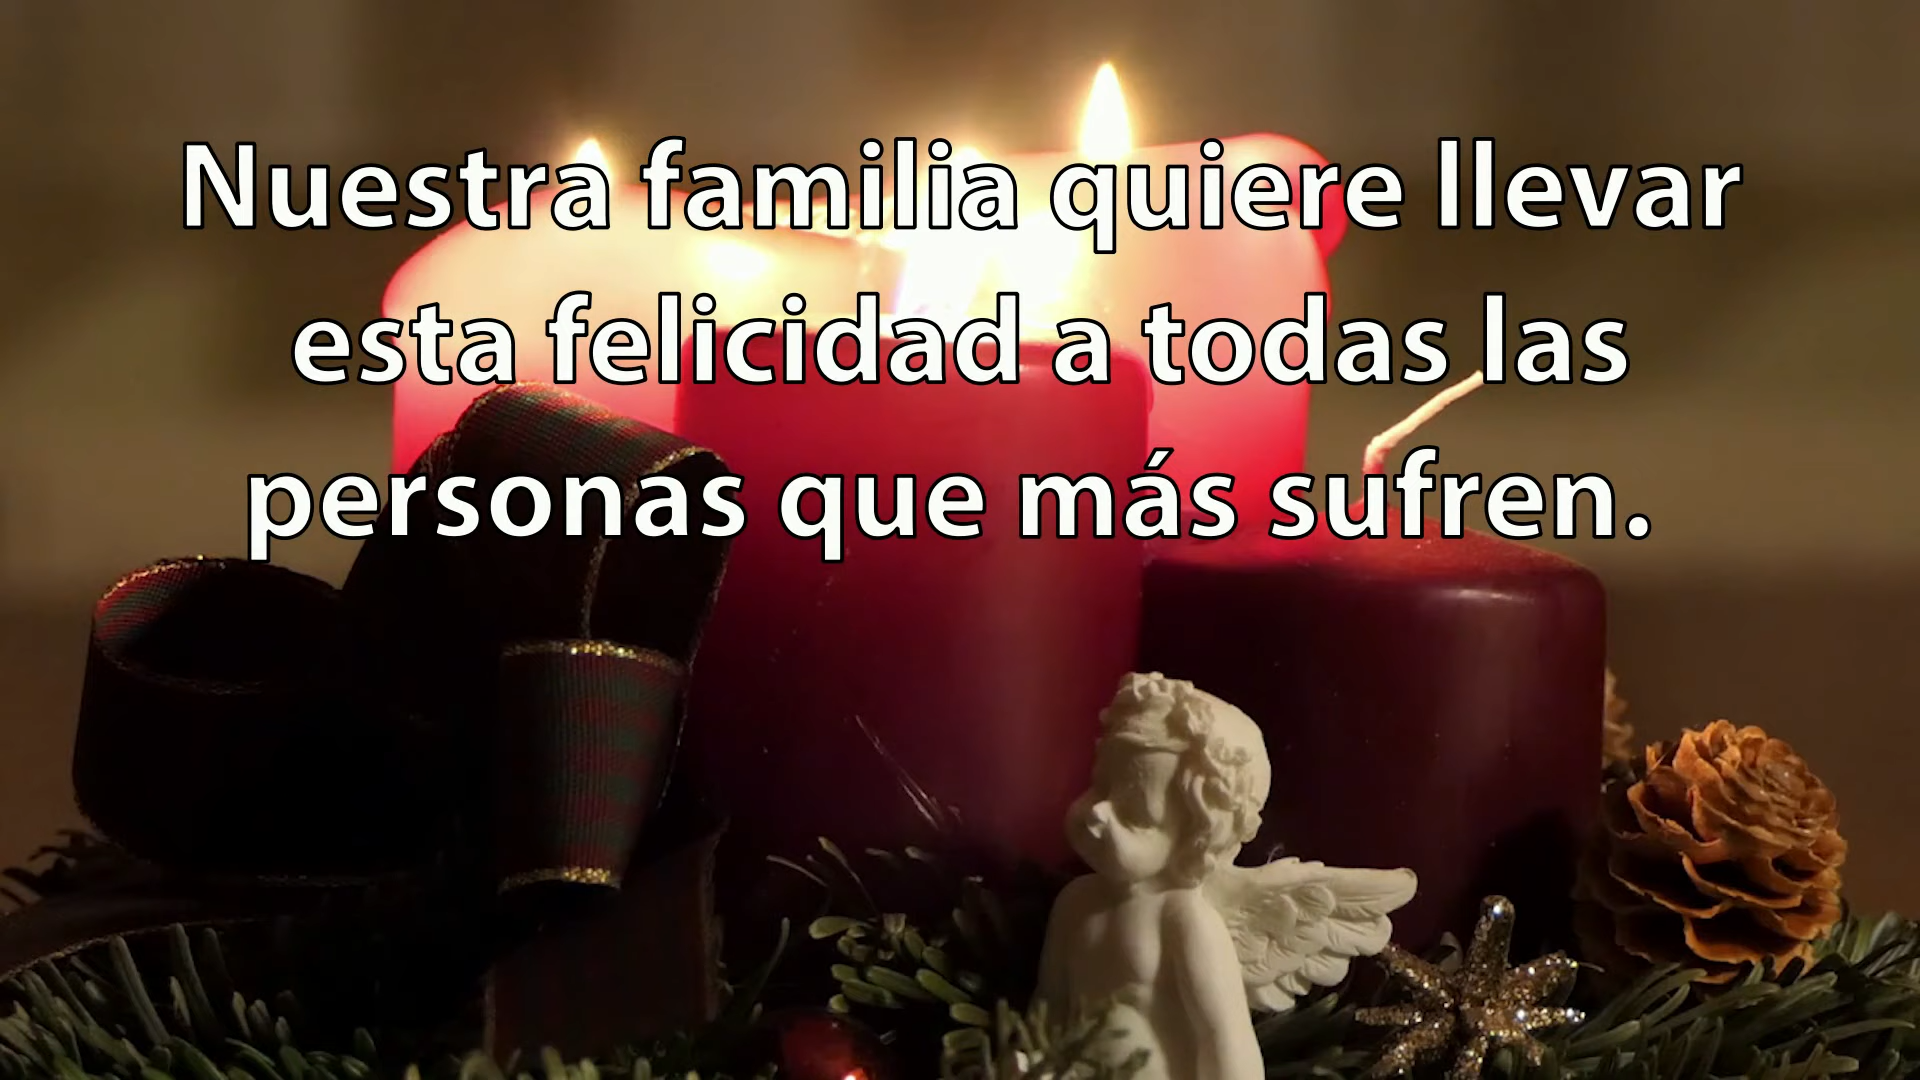 Nuestra familia quiere llevar
esta felicidad a todas las
personas que más sufren.